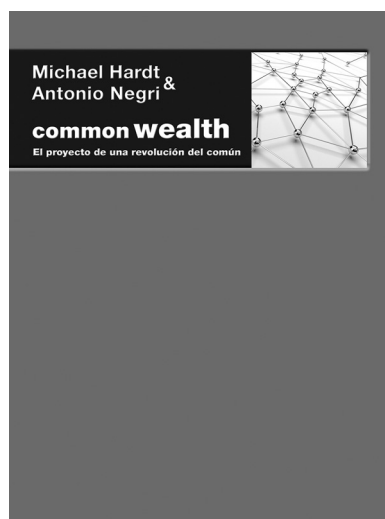 Michael Hardt
& 
Antonio Negri
common wealth
El proyecto de una revolución del común